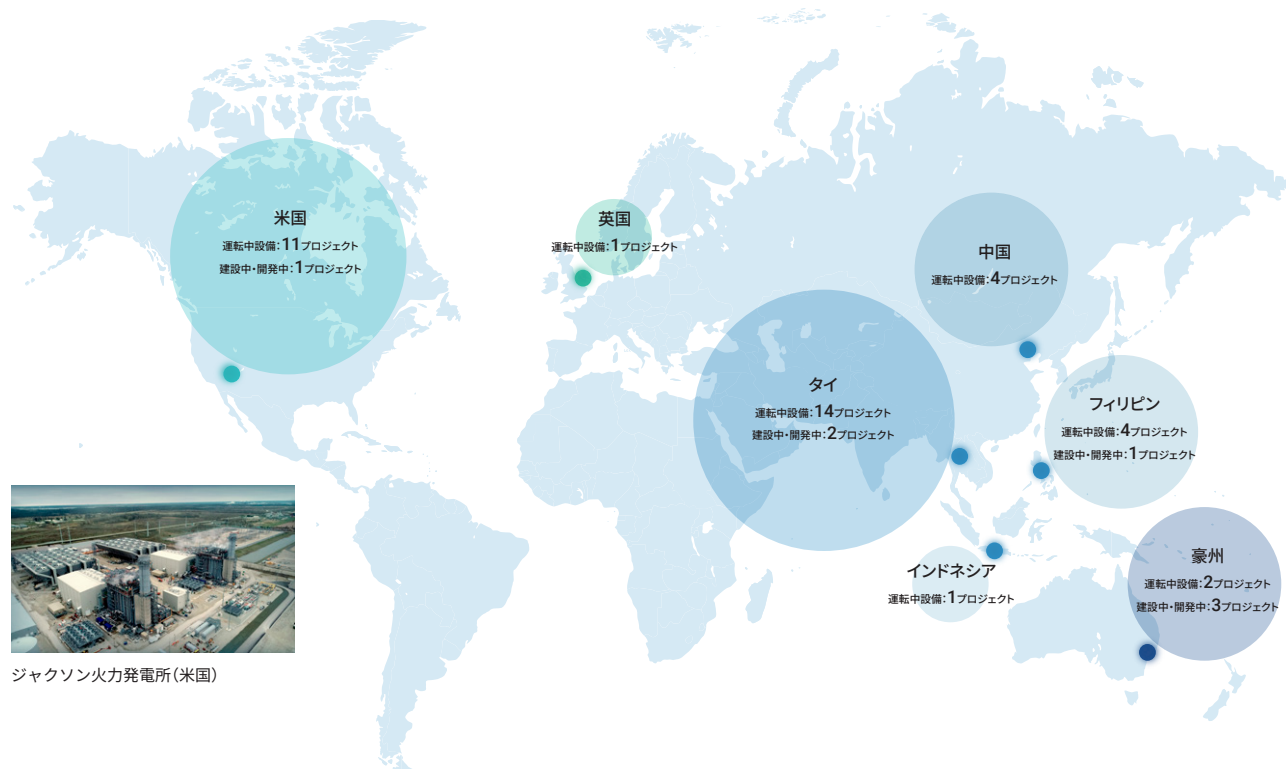 米国
運転中設備:11プロジェクト
建設中・開発中:1プロジェクト
英国
運転中設備:1プロジェクト
中国
運転中設備:4プロジェクト
タイ
運転中設備:14プロジェクト
建設中・開発中:2プロジェクト
フィリピン
運転中設備:4プロジェクト
建設中・開発中:1プロジェクト
インドネシア
運転中設備:1プロジェクト
豪州
運転中設備:2プロジェクト
建設中・開発中:3プロジェクト
ジャクソン火力発電所(米国)